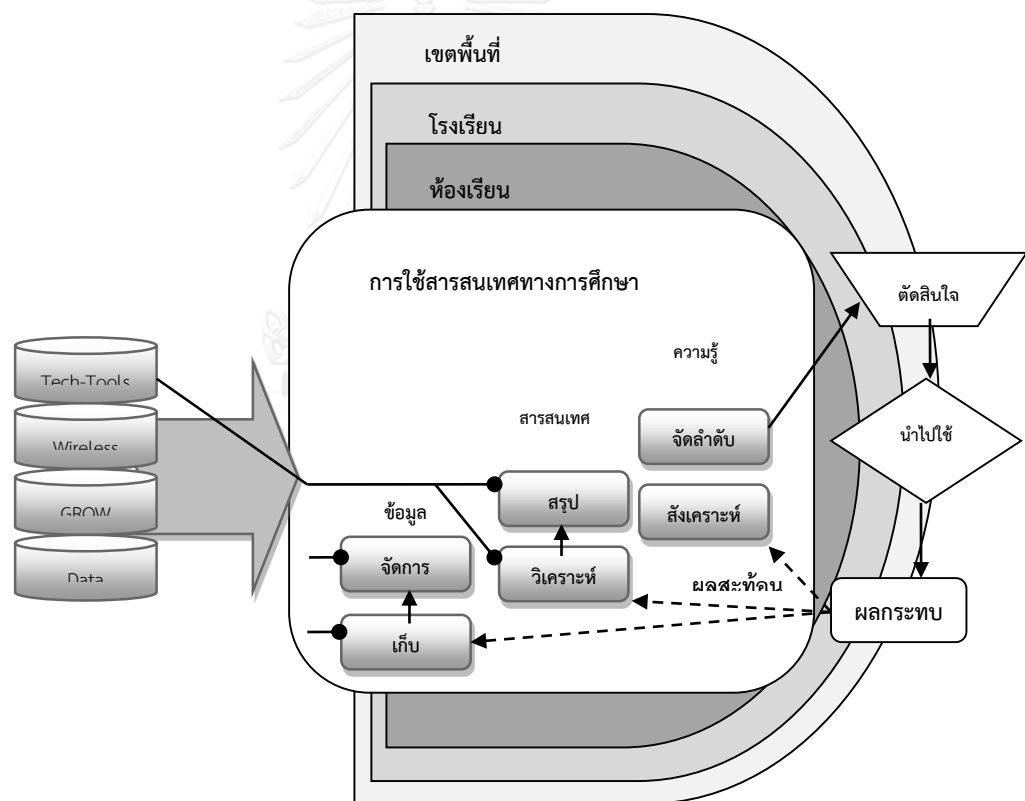 เขตพื้นที่
โรงเรียน
ห้องเรียน
การใช้สารสนเทศทางการศึกษา
ตัดสินใจ
ความรู้
Tech-Tools
สารสนเทศ
จัดลำดับ
นำไปใช้
Wireless
สรุป
สังเคราะห์
ข้อมูล
GROW
จัดการ
วิเคราะห์
ผลสะท้อน
Data
ผลกระทบ
เก็บ